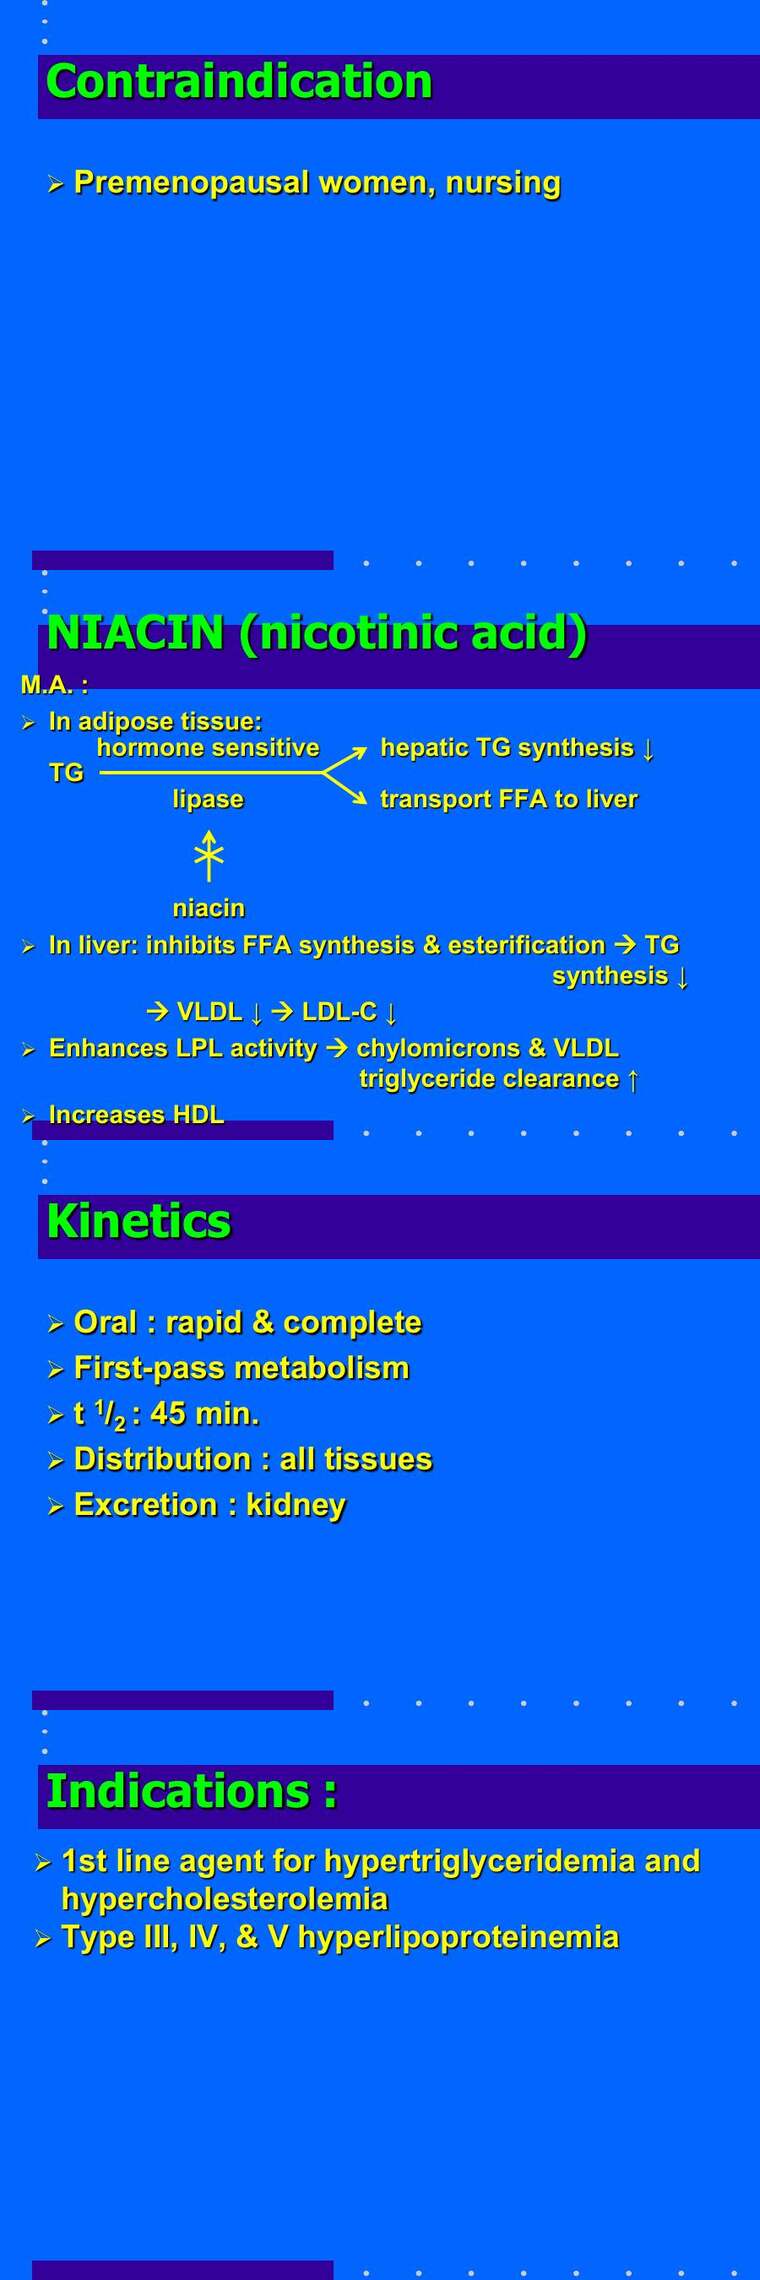 Contraindication
➢ Premenopausal women, nursing
NIACIN (nicotinic acid)
M.A. :
➢ In adipose tissue:
hormone sensitive hepatic TG synthesis ↓
TG
lipase transport FFA to liver
niacin
➢ In liver: inhibits FFA synthesis & esterification → TG
synthesis ↓
→ VLDL ↓ → LDL-C ↓
➢ Enhances LPL activity → chylomicrons & VLDL
triglyceride clearance ↑
➢ Increases HDL
Kinetics
➢ Oral : rapid & complete
➢ First-pass metabolism
➢ t 1/2 : 45 min.
➢ Distribution : all tissues
➢ Excretion : kidney
Indications :
➢ 1st line agent for hypertriglyceridemia and
hypercholesterolemia
➢ Type III, IV, & V hyperlipoproteinemia